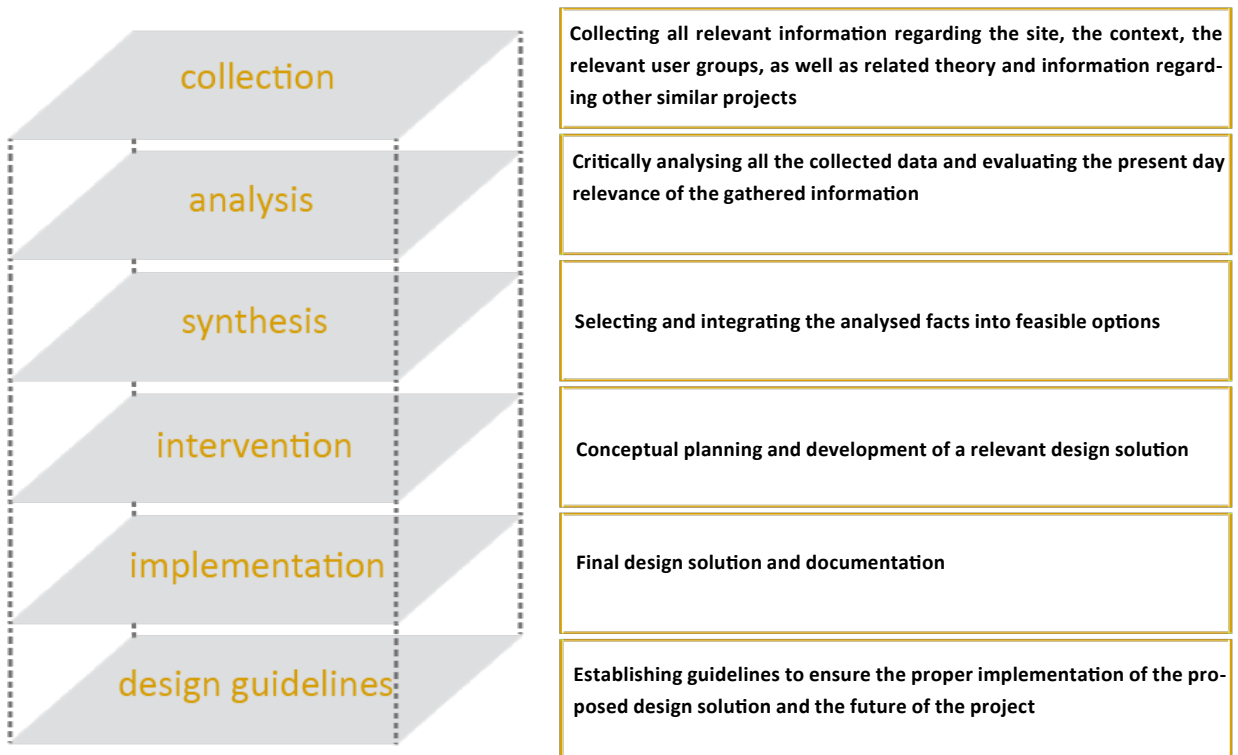 collection
Collecting all relevant information regarding the site, the context, the
relevant user groups, as well as related theory and information regard-
ing other similar projects
analysis
Critically analysing all the collected data and evaluating the present day
relevance of the gathered information
synthesis
Selecting and integrating the analysed facts into feasible options
intervention
Conceptual planning and development of a relevant design solution
implementation
Final design solution and documentation
design guidelines
Establishing guidelines to ensure the proper implementation of the pro-
posed design solution and the future of the project